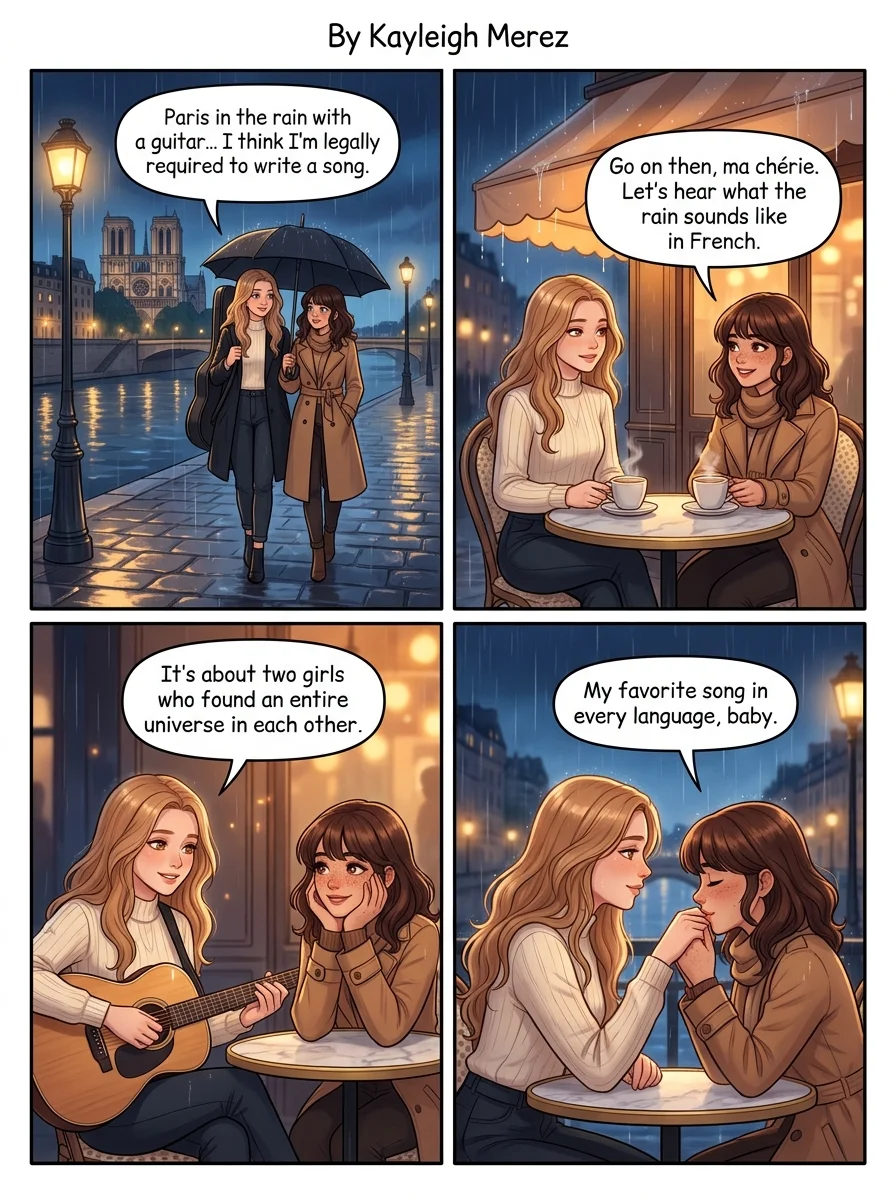 By Kayleigh Merez
Paris in the rain with
a guitar... I think I'm legally
required to write a song.
Go on then, ma chérie.
Let's hear what the
rain sounds like
in French.
It's about two girls
who found an entire
universe in each other.
My favorite song in
every language, baby.